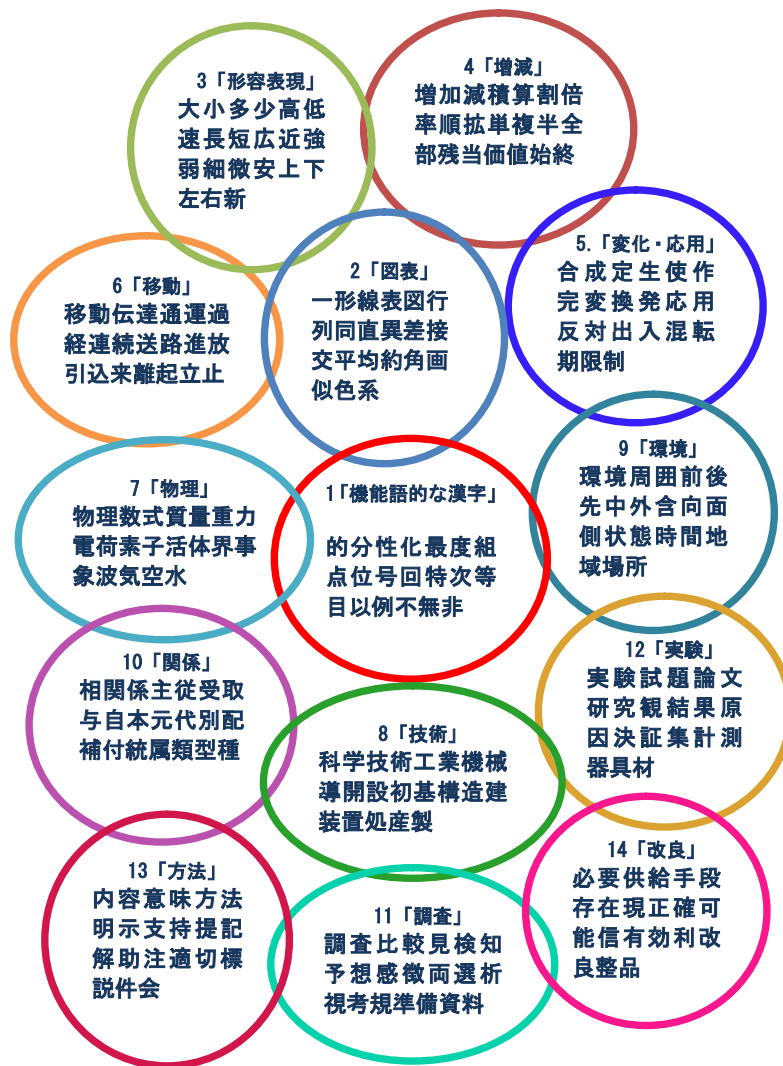 3「形容表現」
大小多少高低
速長短広近強
弱細微安上下
左右新
4「増減」
増加減積算割倍
率順拡単複半全
部残当価値始終
6「移動」
移動伝達通運過
経連続送路進放
引込来離起立止
2「図表」
一形線表図行
列同直異差接
交平均約角画
似色系
5.「変化・応用」
合成定生使作
完変換発応用
反対出入混転
期限制
7「物理」
物理数式質量重力
電荷素子活体界事
象波気空水
1「機能語的な漢字」
的分性化最度組
点位号回特次等
目以例不無非
9「環境」
環境周囲前後
先中外含向面
側状態時間地
域場所
10「関係」
相関係主従受取
与自本元代別配
補付統属類型種
8「技術」
科学技術工業機械
導開設初基構造建
装置処産製
12「実験」
実験試題論文
研究観結果原
因決証集計測
器具材
13「方法」
内容意味方法
明示支持提記
解助注適切標
説件会
11「調査」
調査比較見検知
予想感徴両選析
視考規準備資料
14「改良」
必要供給手段
存在現正確可
能信有効利改
良整品